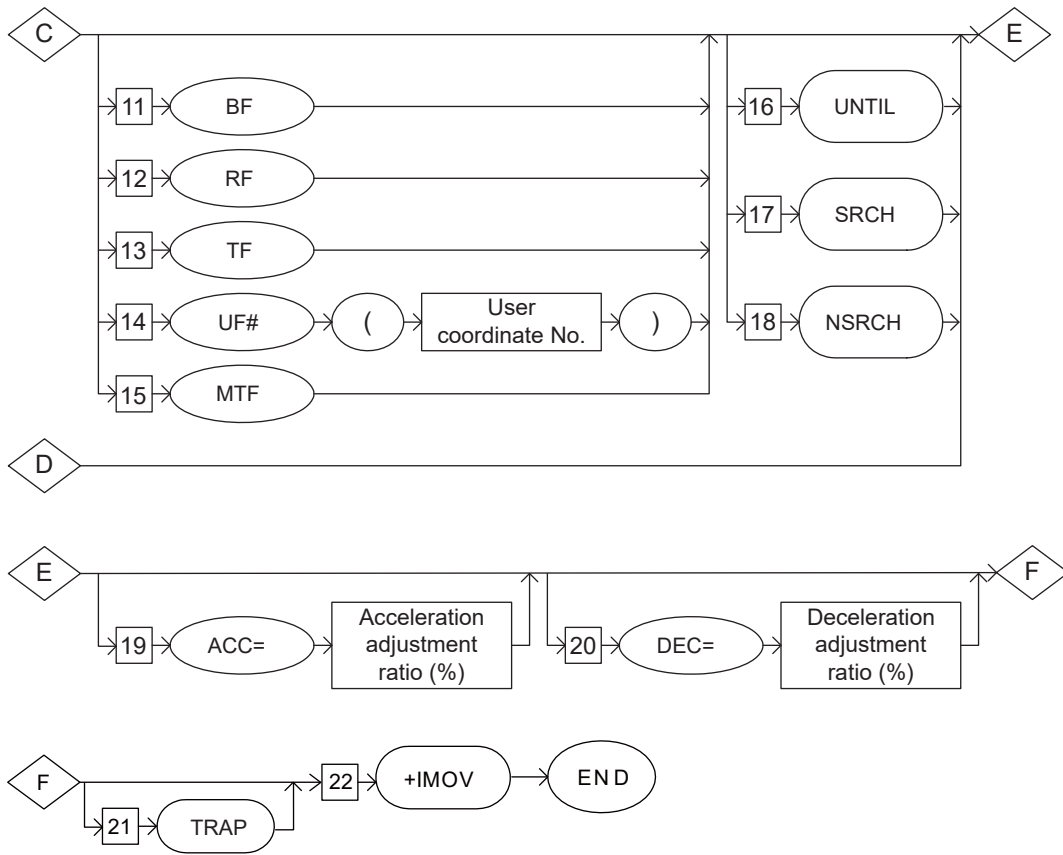 C
E
11
BF
16
UNTIL
12
RF
17
SRCH
13
TF
14
UF#
(
User
coordinate No.
)
18
NSRCH
15
MTF
D
E
F
19
ACC=
Acceleration
adjustment
ratio (%)
20
DEC=
Deceleration
adjustment
ratio (%)
F
22
+IMOV
END
21
TRAP